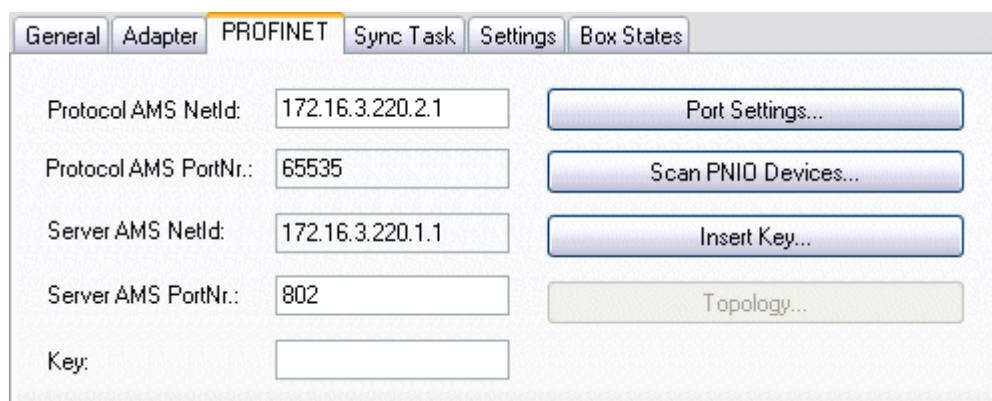 General Adapter PROFINET Sync Task Settings Box States
Protocol AMS NetId: 172.16.3.220.2.1 Port Settings...
Protocol AMS PortNr.: 65535 Scan PNIO Devices...
Server AMS NetId: 172.16.3.220.1.1 Insert Key...
Server AMS PortNr.: 802 Topology...
Key: